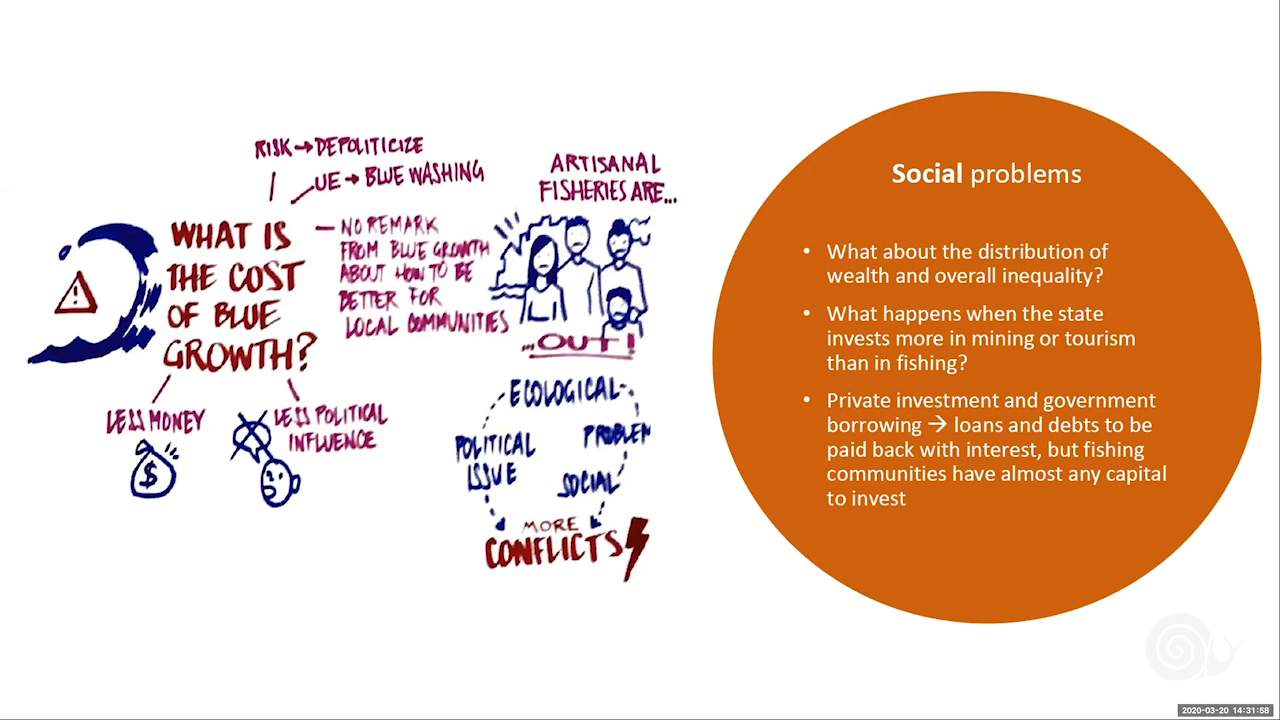 RISK → DEPOLITICIZE
UE → BLUE WASHING
WHAT IS
THE COST
OF BLUE
GROWTH?
– NO REMARK
FROM BLUE GROWTH
ABOUT HOW TO BE
BETTER FOR
LOCAL COMMUNITIES
LESS MONEY
$
LESS POLITICAL
INFLUENCE
ARTISANAL
FISHERIES ARE...
...OUT!
ECOLOGICAL
PROBLEM
SOCIAL
POLITICAL
ISSUE
MORE
CONFLICTS
Social problems
• What about the distribution of
wealth and overall inequality?
• What happens when the state
invests more in mining or tourism
than in fishing?
• Private investment and government
borrowing → loans and debts to be
paid back with interest, but fishing
communities have almost any capital
to invest
2020-03-20 14:31:58